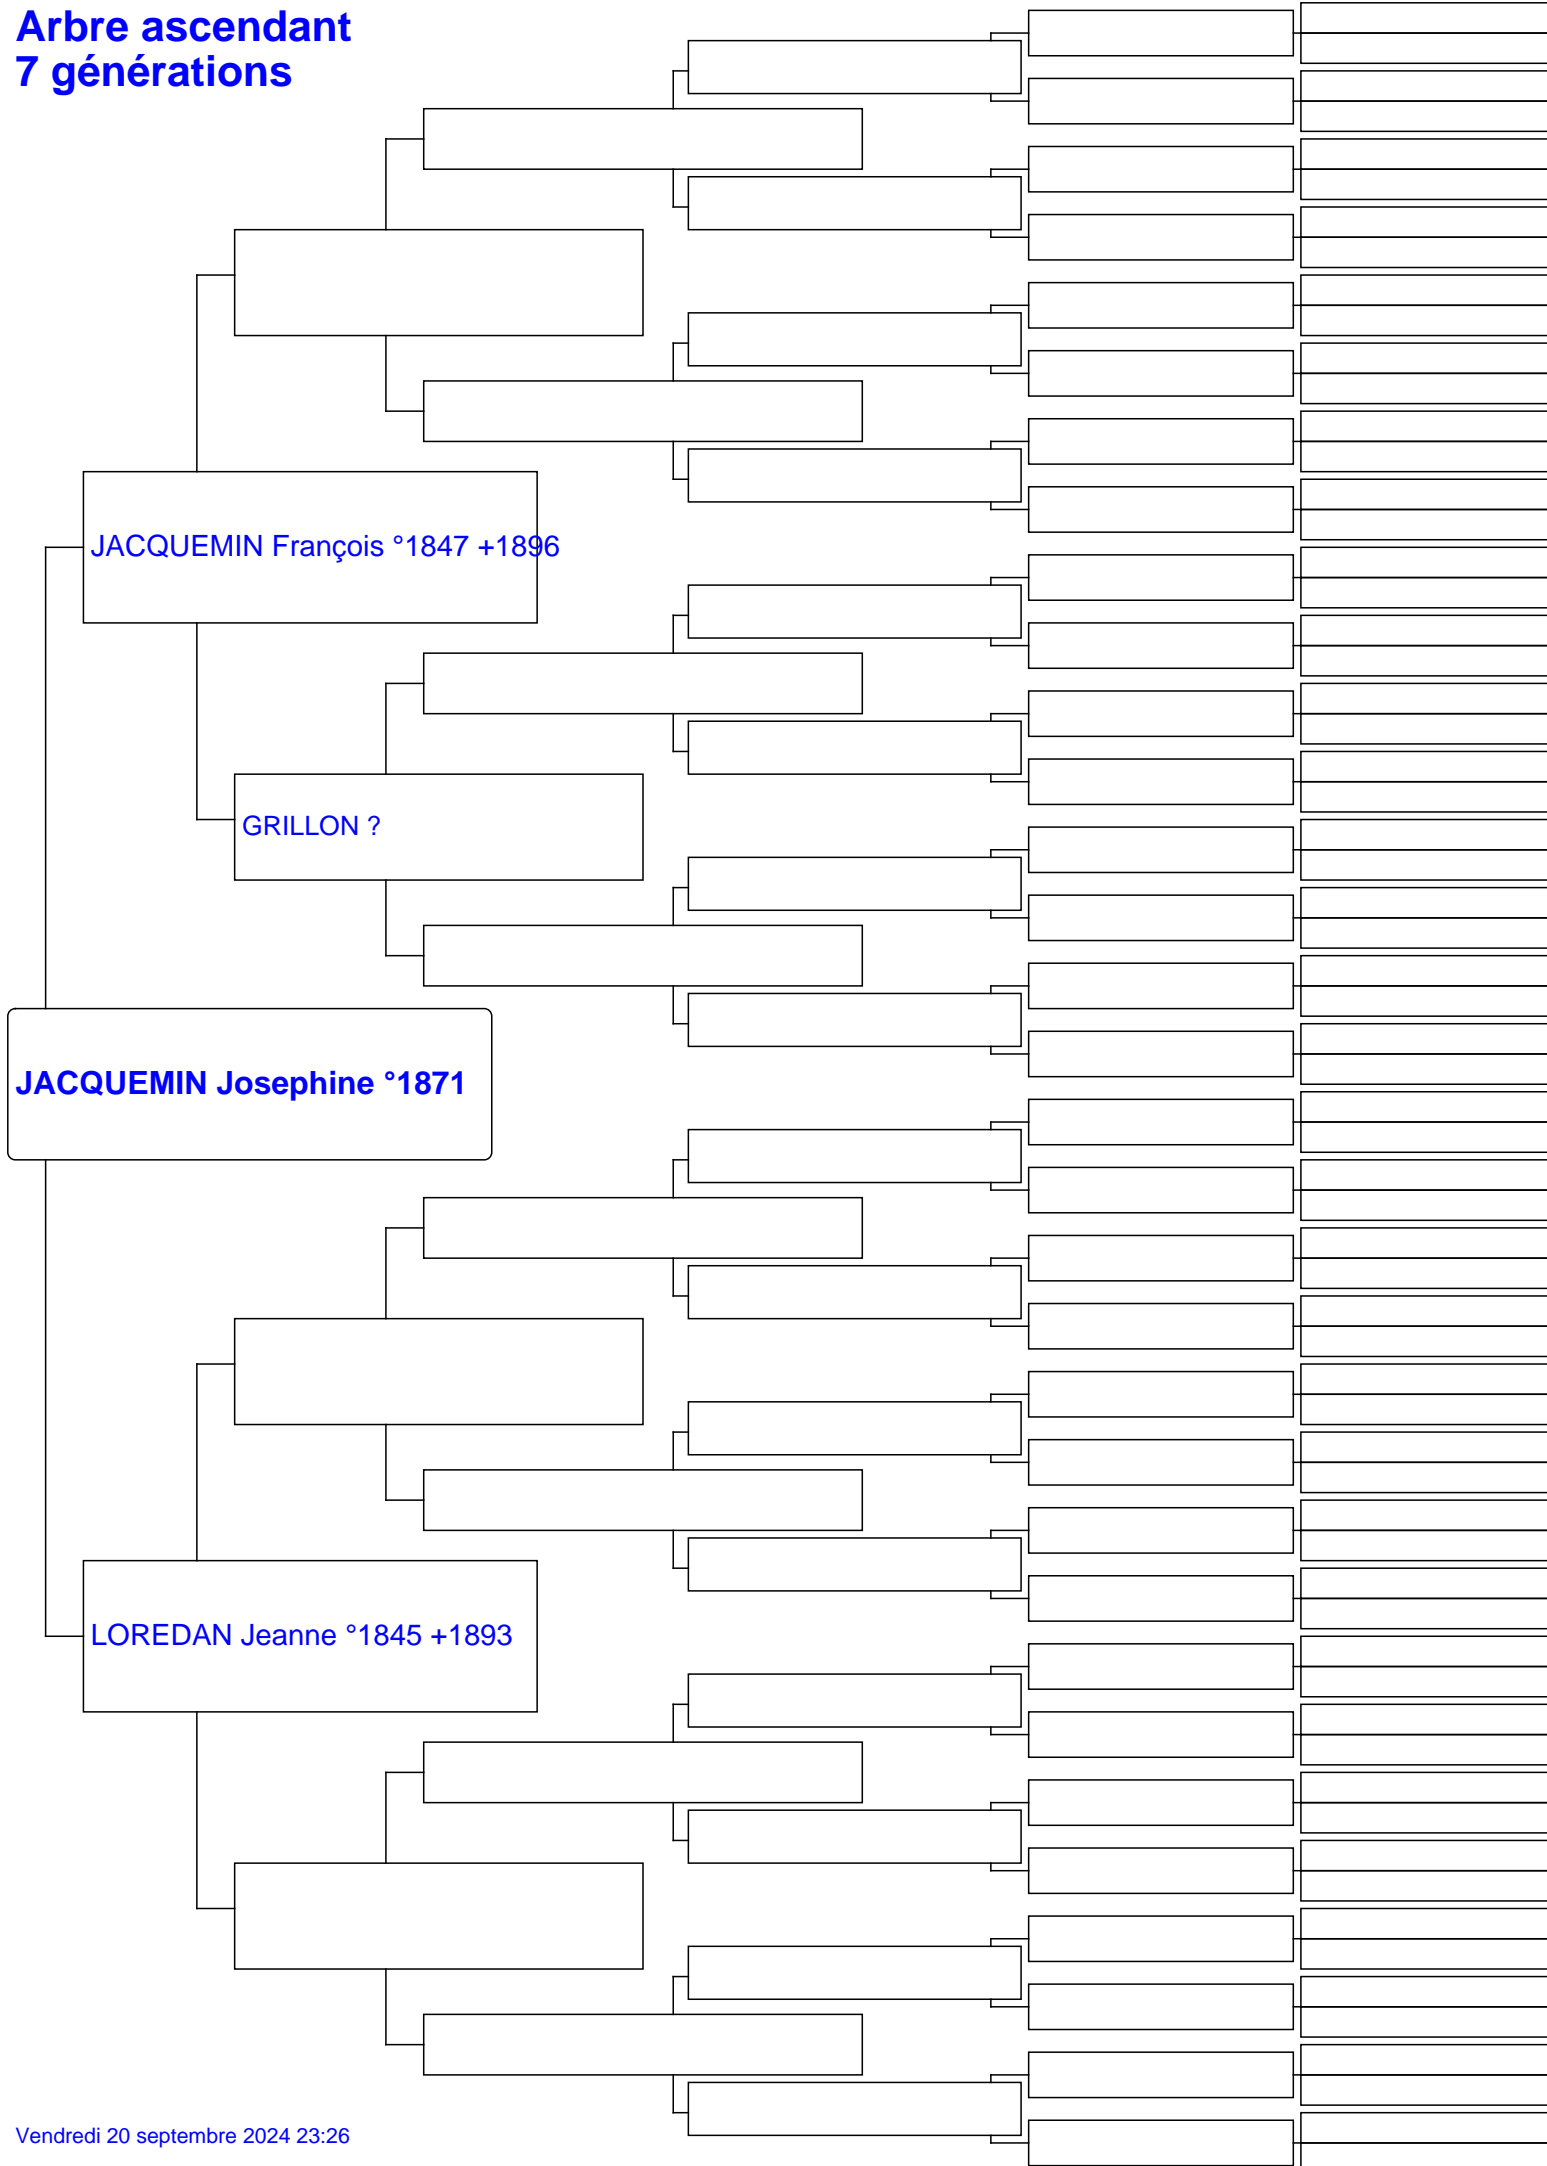 Arbre ascendant
7 générations
JACQUEMIN François °1847 +1896
GRILLON ?
JACQUEMIN Josephine °1871
LOREDAN Jeanne °1845 +1893
Vendredi 20 septembre 2024 23:26